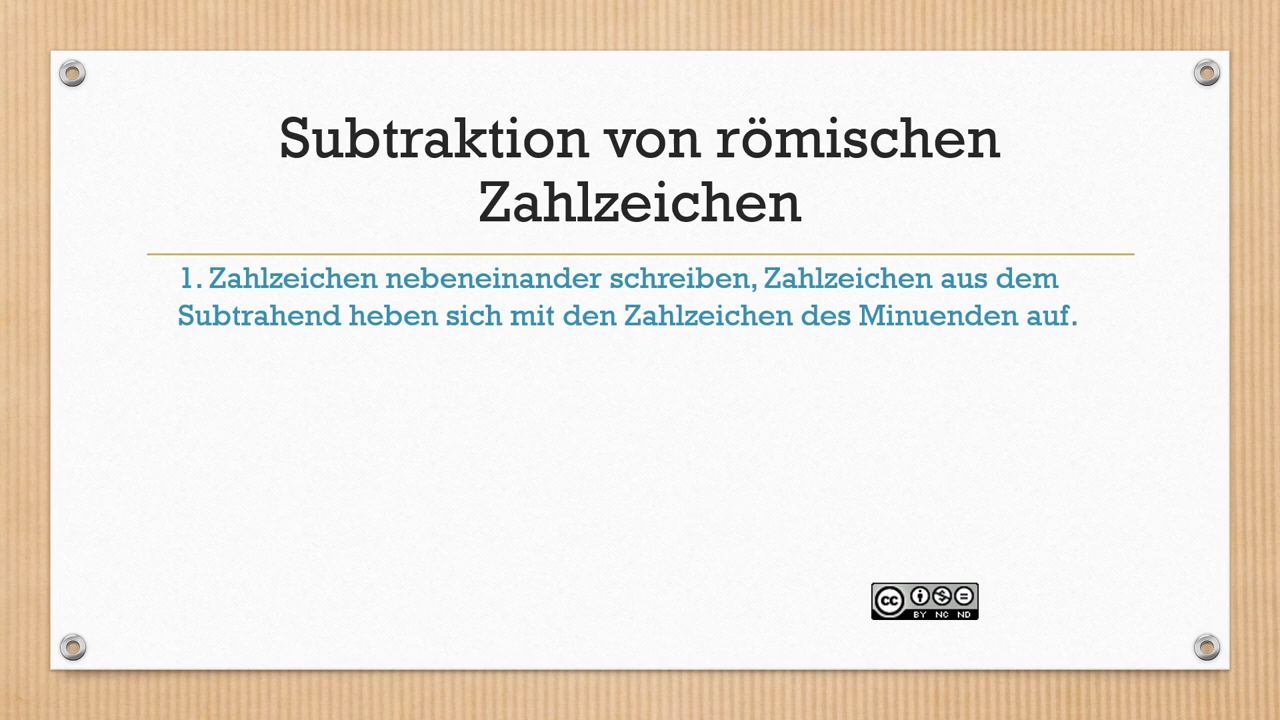 Subtraktion von römischen
Zahlzeichen
1. Zahlzeichen nebeneinander schreiben, Zahlzeichen aus dem
Subtrahend heben sich mit den Zahlzeichen des Minuenden auf.
cc
BY NC ND